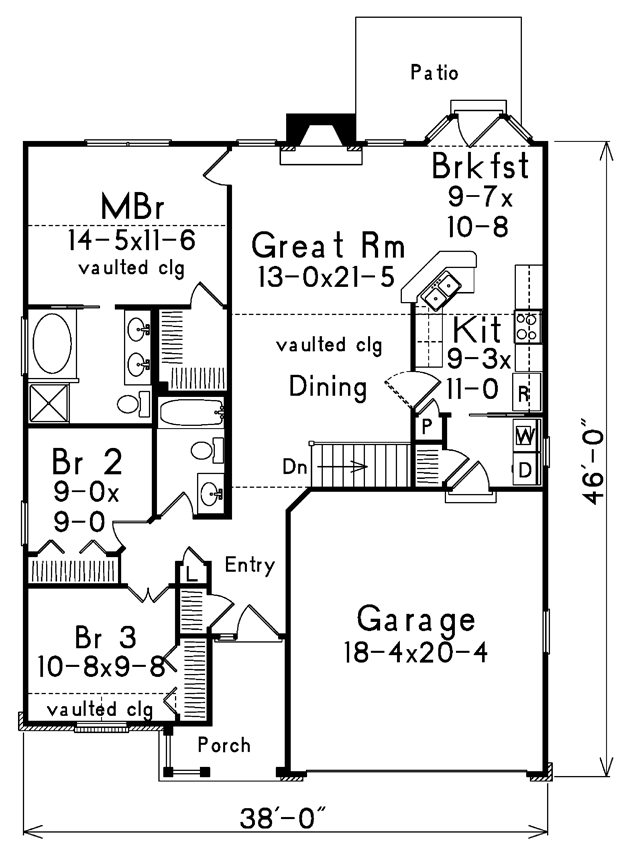 Patio
Brkfst
9-7x
10-8
MBr
14-5x11-6
vaulted clg
Great Rm
13-0x21-5
vaulted clg
Dining
Kit
9-3x
11-0
R
P
W
D
Dn
Br 2
9-0x
9-0
L
Entry
Br 3
10-8x9-8
vaulted clg
Garage
18-4x20-4
Porch
46'-0"
38'-0"